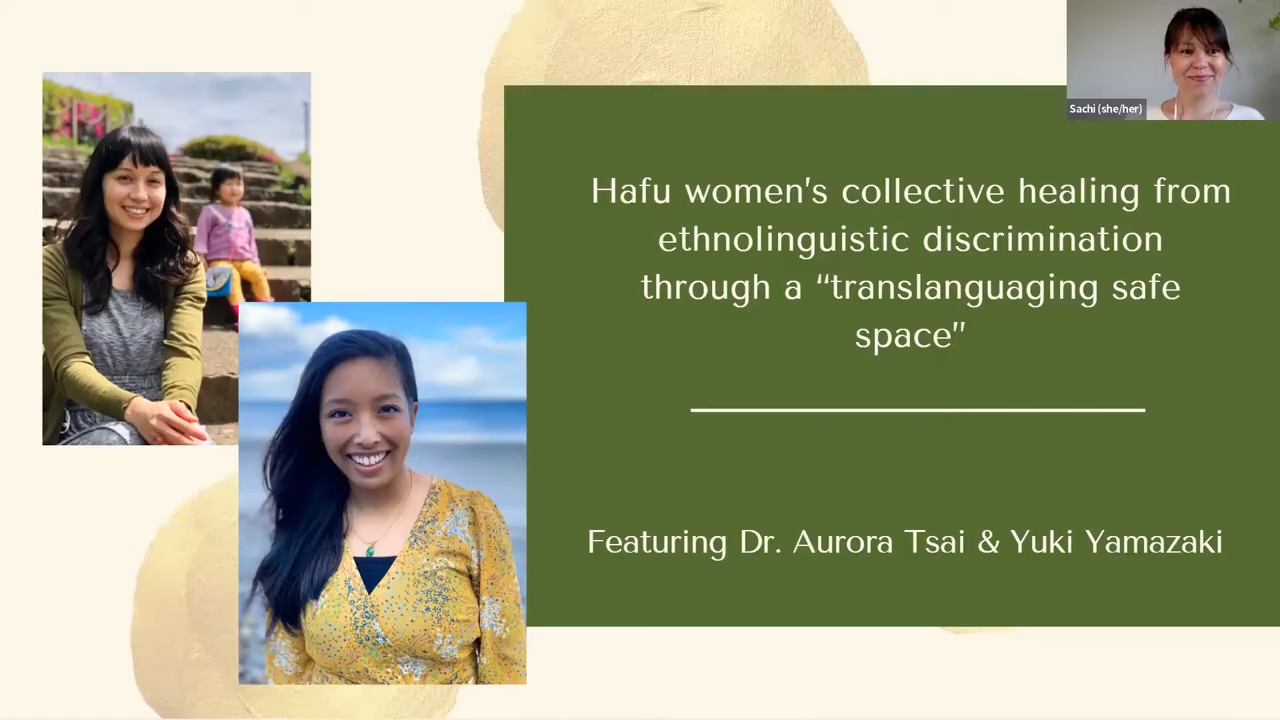 Sachi (she/her)
Hafu women's collective healing from
ethnolinguistic discrimination
through a “translanguaging safe
space”
Featuring Dr. Aurora Tsai & Yuki Yamazaki